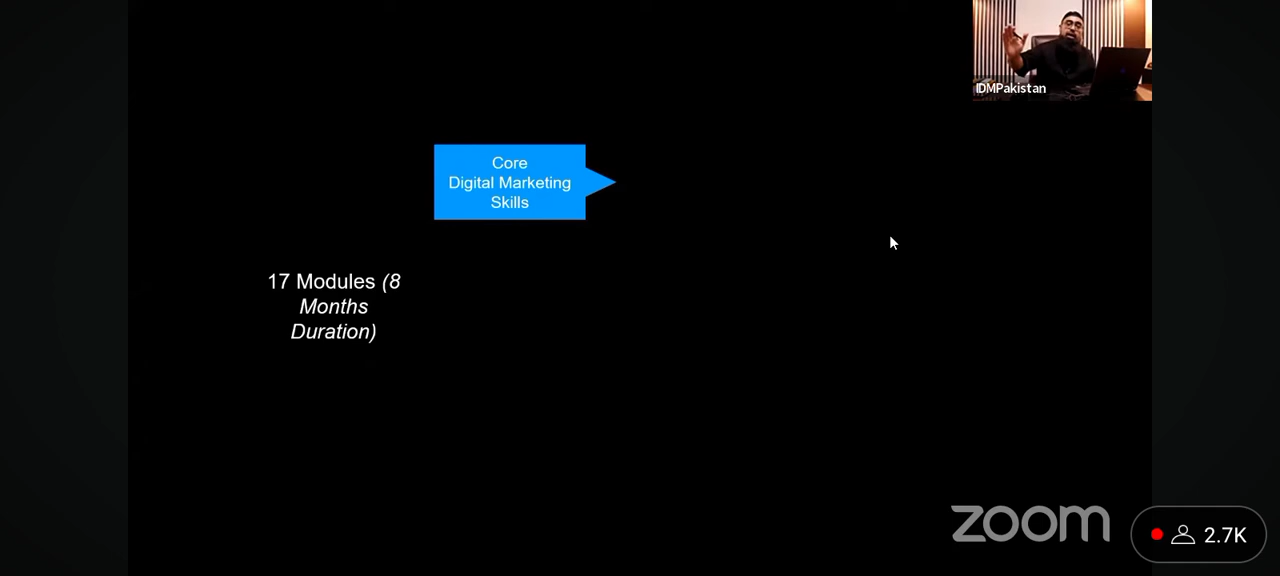 IDMPakistan
Core
Digital Marketing
Skills
17 Modules (8
Months
Duration)
zoom
2.7K